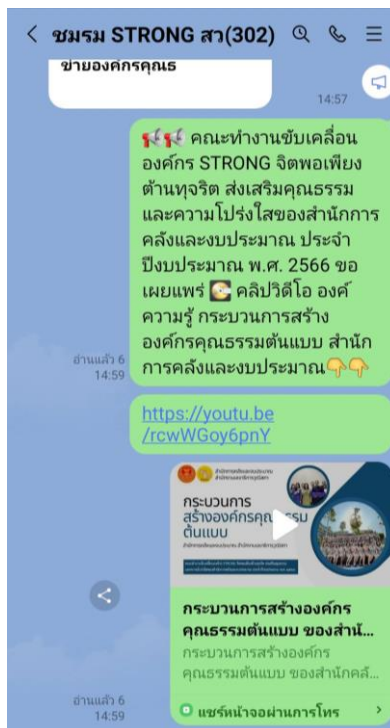 ชมรม STRONG สว(302)
ข่ายองค์กรคุณธ
14:57
📢📢 คณะทำงานขับเคลื่อน
องค์กร STRONG จิตพอเพียง
ต้านทุจริต ส่งเสริมคุณธรรม
และความโปร่งใสของสำนักการ
คลังและงบประมาณ ประจำ
ปีงบประมาณ พ.ศ. 2566 ขอ
เผยแพร่ 📀 คลิปวิดีโอ องค์
ความรู้ กระบวนการสร้าง
องค์กรคุณธรรมต้นแบบ สำนัก
การคลังและงบประมาณ👇👇
อ่านแล้ว 6
14:59
https://youtu.be
/rcwWGoy6pnY
กระบวนการ
สร้างองค์กรคุณธรรม
ต้นแบบ
กระบวนการสร้างองค์กร
คุณธรรมต้นแบบ ของสำนั...
กระบวนการสร้างองค์กร
คุณธรรมต้นแบบ ของสำนักคลั...
แชร์หน้าจอผ่านการโทร
อ่านแล้ว 6
14:59